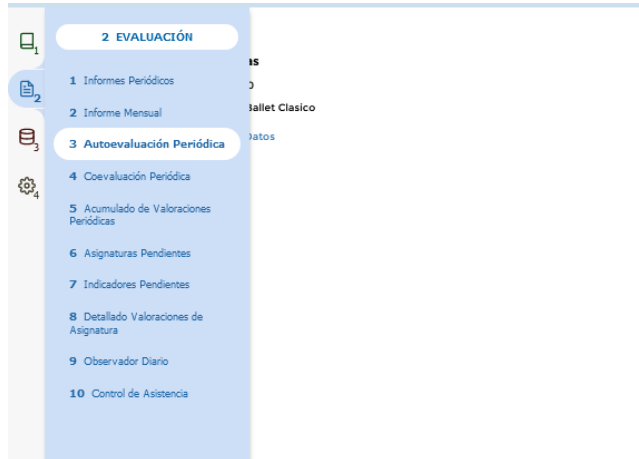 2 EVALUACIÓN
1
as
1 Informes Periódicos
2
Ballet Clasico
2 Informe Mensual
3
3 Autoevaluación Periódica
Datos
4
4 Coevaluación Periódica
5 Acumulado de Valoraciones
Periódicas
6 Asignaturas Pendientes
7 Indicadores Pendientes
8 Detallado Valoraciones de
Asignatura
9 Observador Diario
10 Control de Asistencia